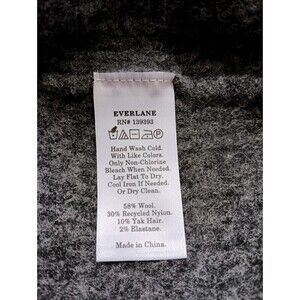 EVERLANE
RN# 139393
Hand Wash Cold.
With Like Colors.
Only Non-Chlorine
Bleach When Needed.
Lay Flat To Dry.
Cool Iron If Needed.
Or Dry Clean.
58% Wool.
30% Recycled Nylon.
10% Yak Hair.
2% Elastane.
Made in China.